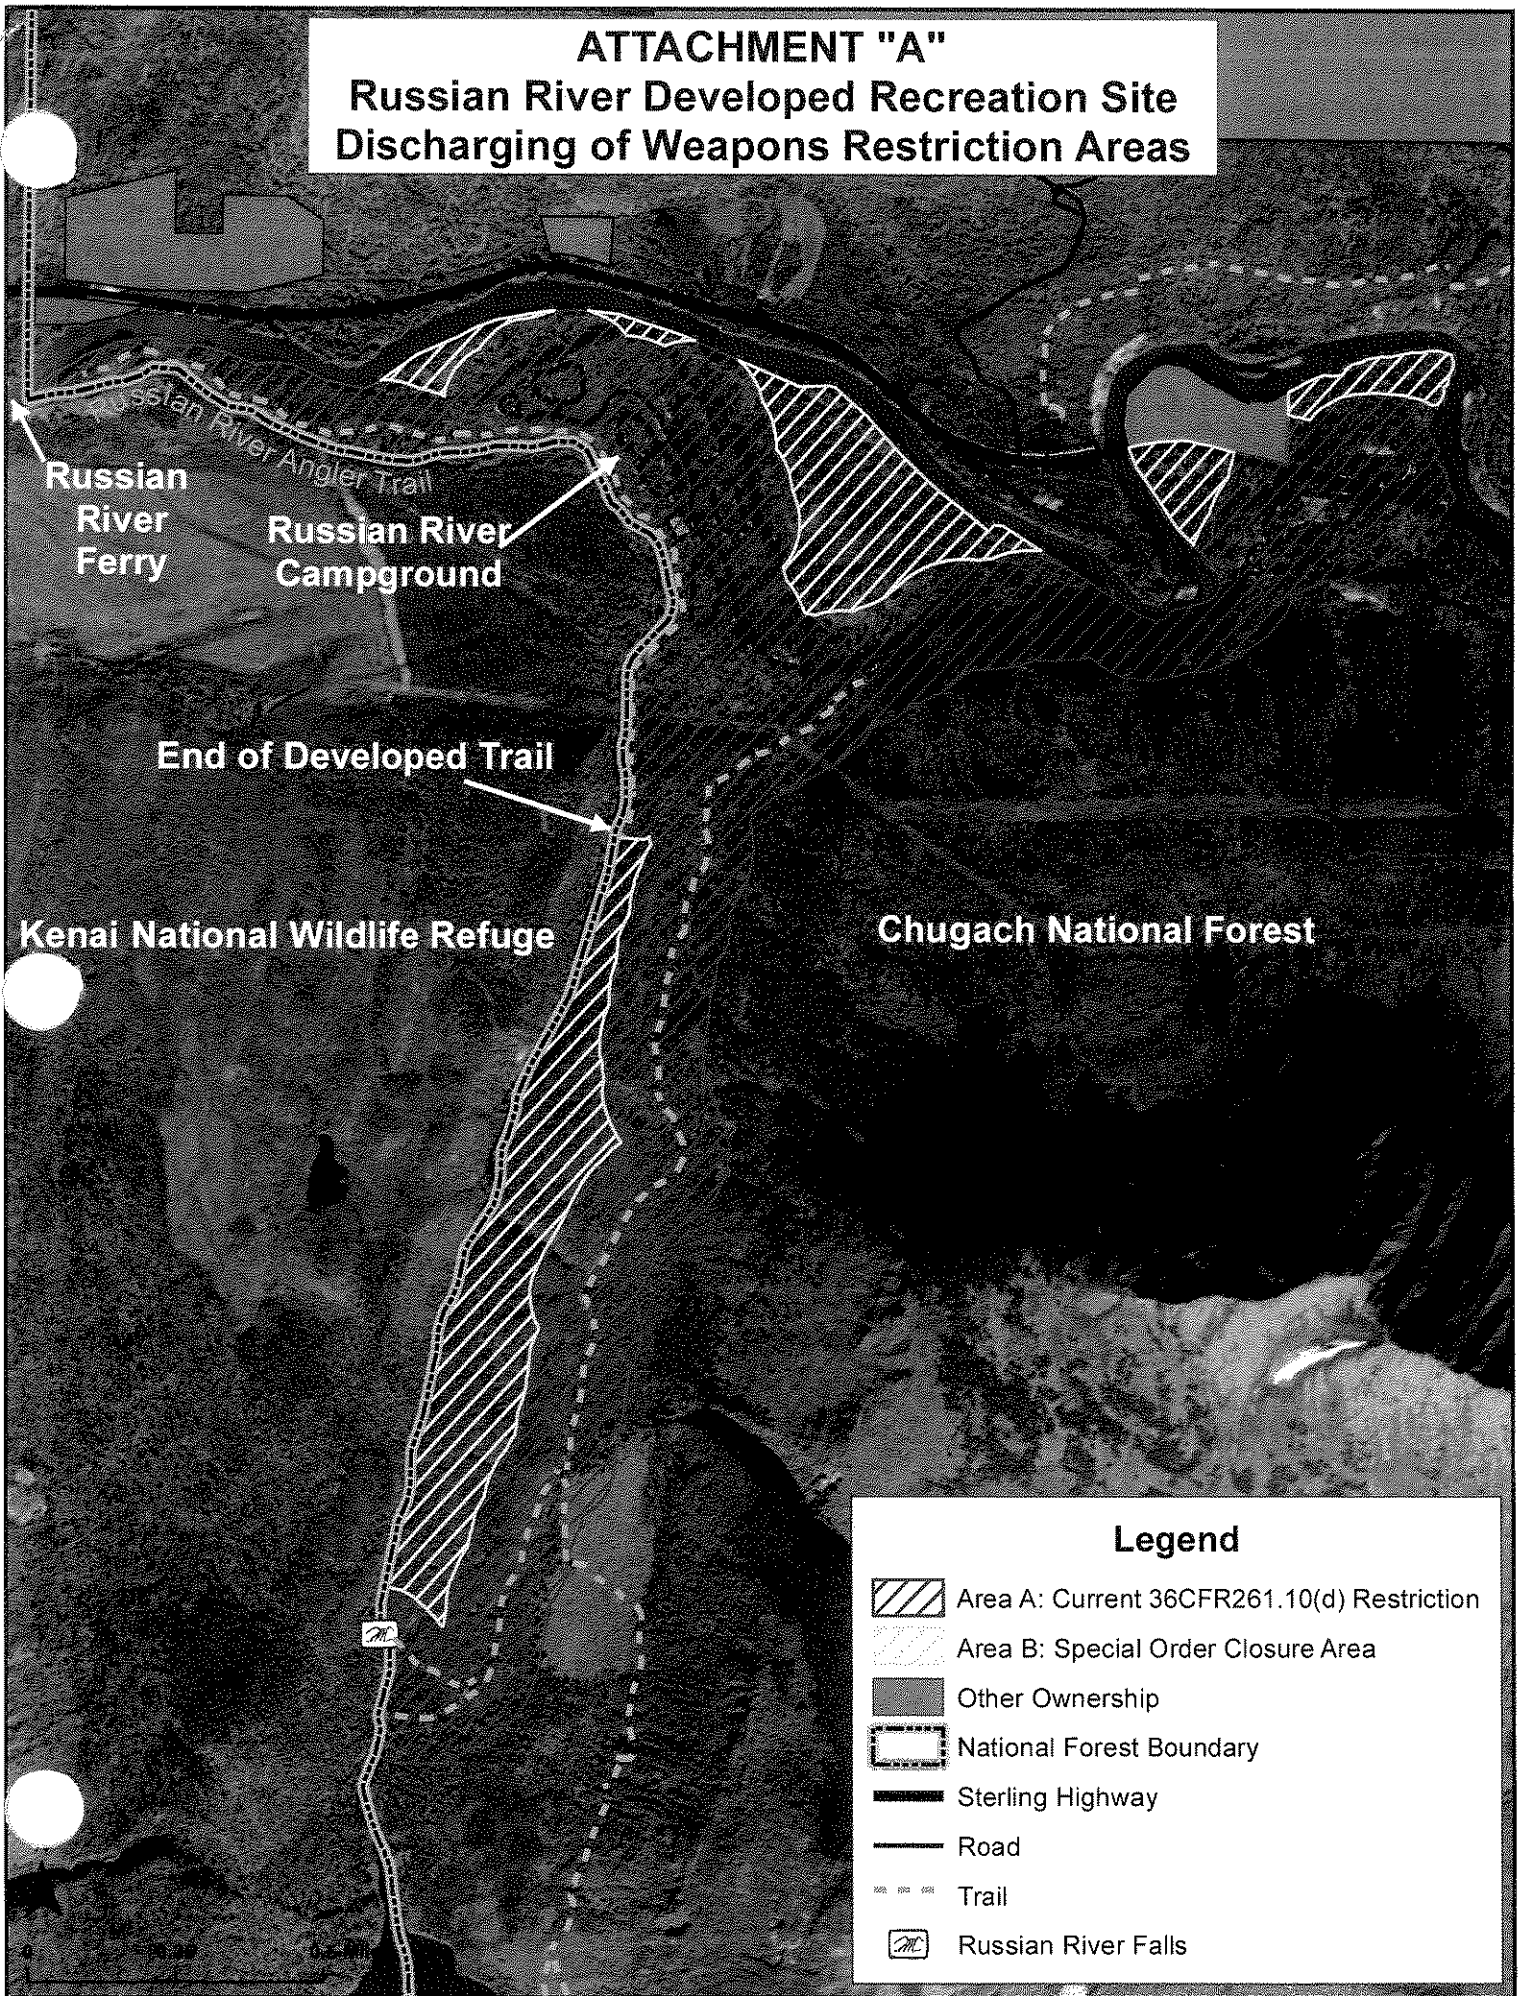 ATTACHMENT "A"
Russian River Developed Recreation Site
Discharging of Weapons Restriction Areas
Russian River Angler Trail
Russian
River
Ferry
Russian River
Campground
End of Developed Trail
Kenai National Wildlife Refuge
Chugach National Forest
Legend
Area A: Current 36CFR261.10(d) Restriction
Area B: Special Order Closure Area
Other Ownership
National Forest Boundary
Sterling Highway
Road
Trail
Russian River Falls
0